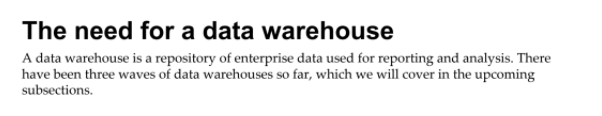 The need for a data warehouse
A data warehouse is a repository of enterprise data used for reporting and analysis. There
have been three waves of data warehouses so far, which we will cover in the upcoming
subsections.